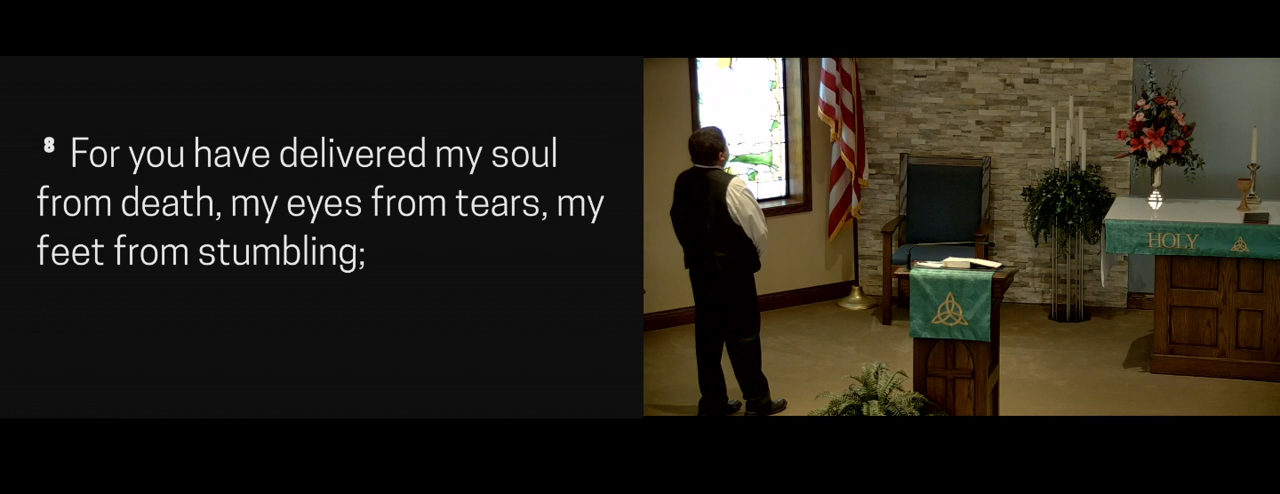 8 For you have delivered my soul
from death, my eyes from tears, my
feet from stumbling;
HOLY